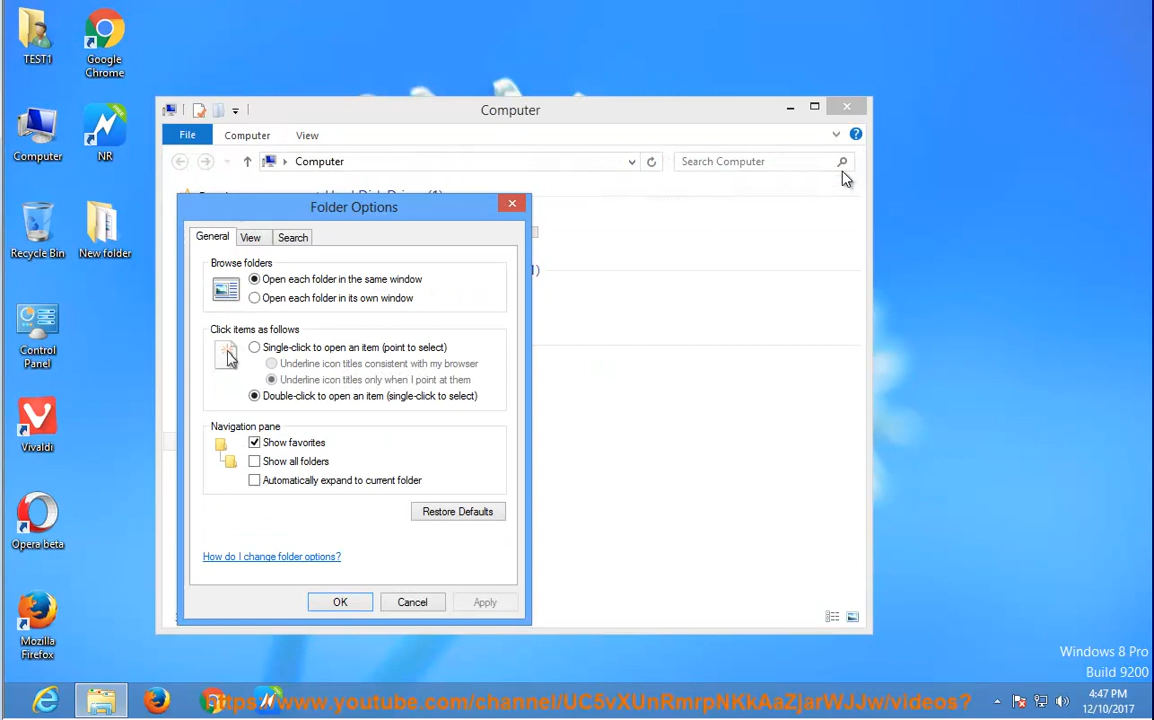 TEST1
Google
Chrome
Computer
NR
Recycle Bin
New folder
Control
Panel
Vivaldi
Opera beta
Mozilla
Firefox
Computer
File Computer View
Computer
Search Computer
Folder Options
General View Search
Browse folders
Open each folder in the same window
Open each folder in its own window
Click items as follows
Single-click to open an item (point to select)
Underline icon titles consistent with my browser
Underline icon titles only when I point at them
Double-click to open an item (single-click to select)
Navigation pane
Show favorites
Show all folders
Automatically expand to current folder
Restore Defaults
How do I change folder options?
OK Cancel Apply
Windows 8 Pro
Build 9200
https://www.youtube.com/channel/UC5vXUnRmrpNKkAaZjarWJJw/videos?
4:47 PM
12/10/2017